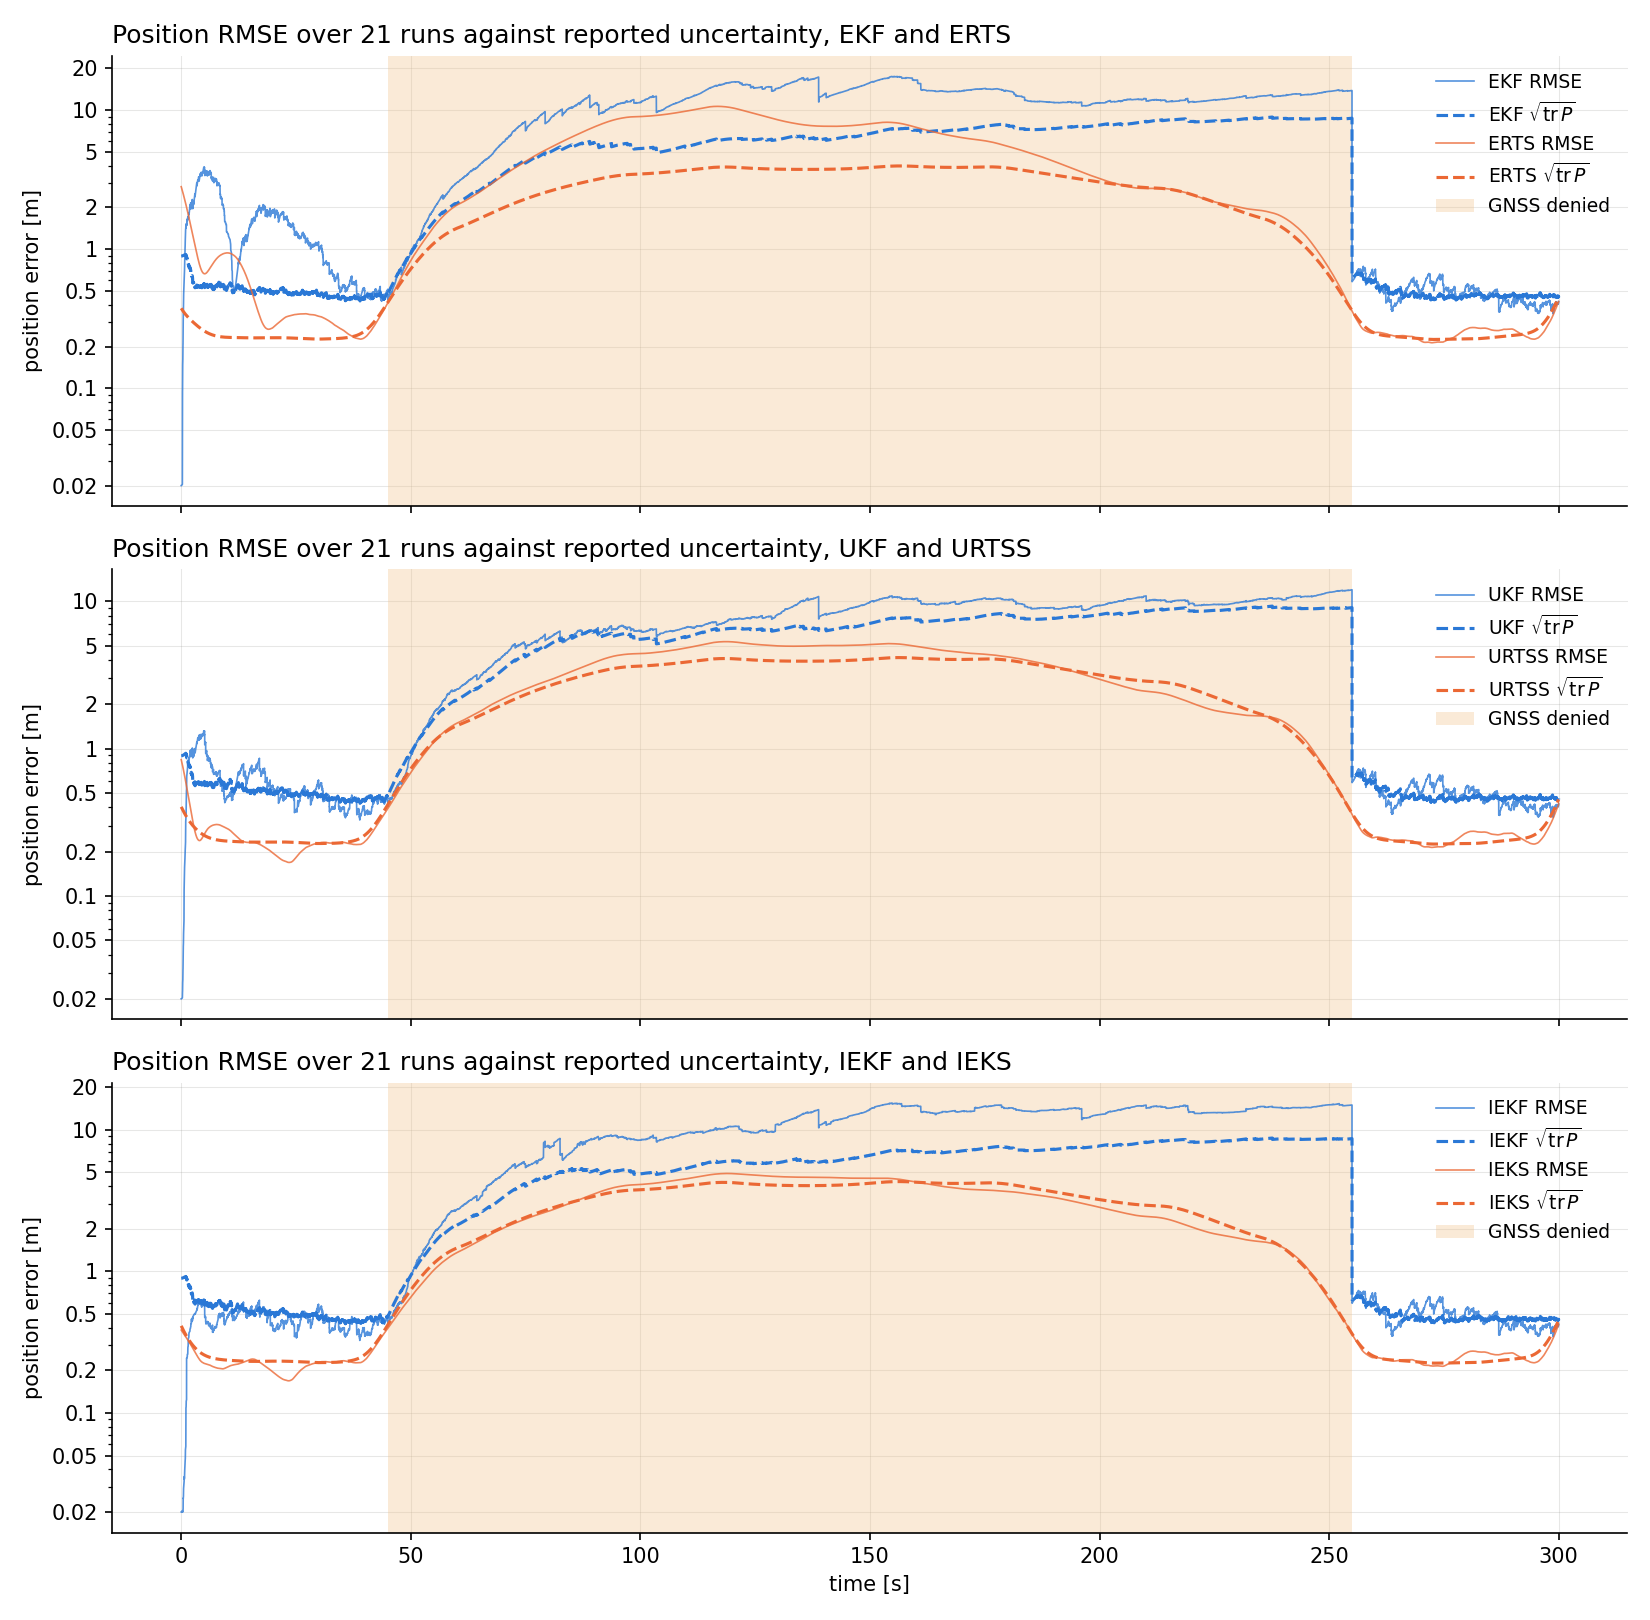 Position RMSE over 21 runs against reported uncertainty, EKF and ERTS
position error [m]
20
10
5
2
1
0.5
0.2
0.1
0.05
0.02
EKF RMSE
EKF √tr P
ERTS RMSE
ERTS √tr P
GNSS denied
Position RMSE over 21 runs against reported uncertainty, UKF and URTSS
position error [m]
10
5
2
1
0.5
0.2
0.1
0.05
0.02
UKF RMSE
UKF √tr P
URTSS RMSE
URTSS √tr P
GNSS denied
Position RMSE over 21 runs against reported uncertainty, IEKF and IEKS
position error [m]
20
10
5
2
1
0.5
0.2
0.1
0.05
0.02
IEKF RMSE
IEKF √tr P
IEKS RMSE
IEKS √tr P
GNSS denied
0 50 100 150 200 250 300
time [s]